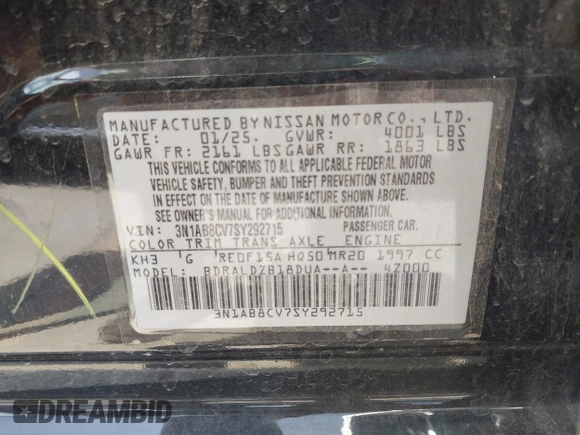 MANUFACTURED BY NISSAN MOTOR CO., LTD.
DATE: 01/25. GVWR: 4001 LBS
GAWR FR: 2161 LBS GAWR RR: 1863 LBS
THIS VEHICLE CONFORMS TO ALL APPLICABLE FEDERAL MOTOR
VEHICLE SAFETY, BUMPER AND THEFT PREVENTION STANDARDS
IN EFFECT ON THE DATE OF MANUFACTURE SHOWN ABOVE.
SEE OWNER'S MANUAL FOR ADDITIONAL INFORMATION.
VIN: 3N1AB8CV7SY292715 PASSENGER CAR.
COLOR TRIM TRANS AXLE ENGINE
KH3 G RE0F15A HQ50 MR20 1997 CC
MODEL: BDRALDZB18DUA--A-- 4Z000
3N1AB8CV7SY292715
DREAMBID